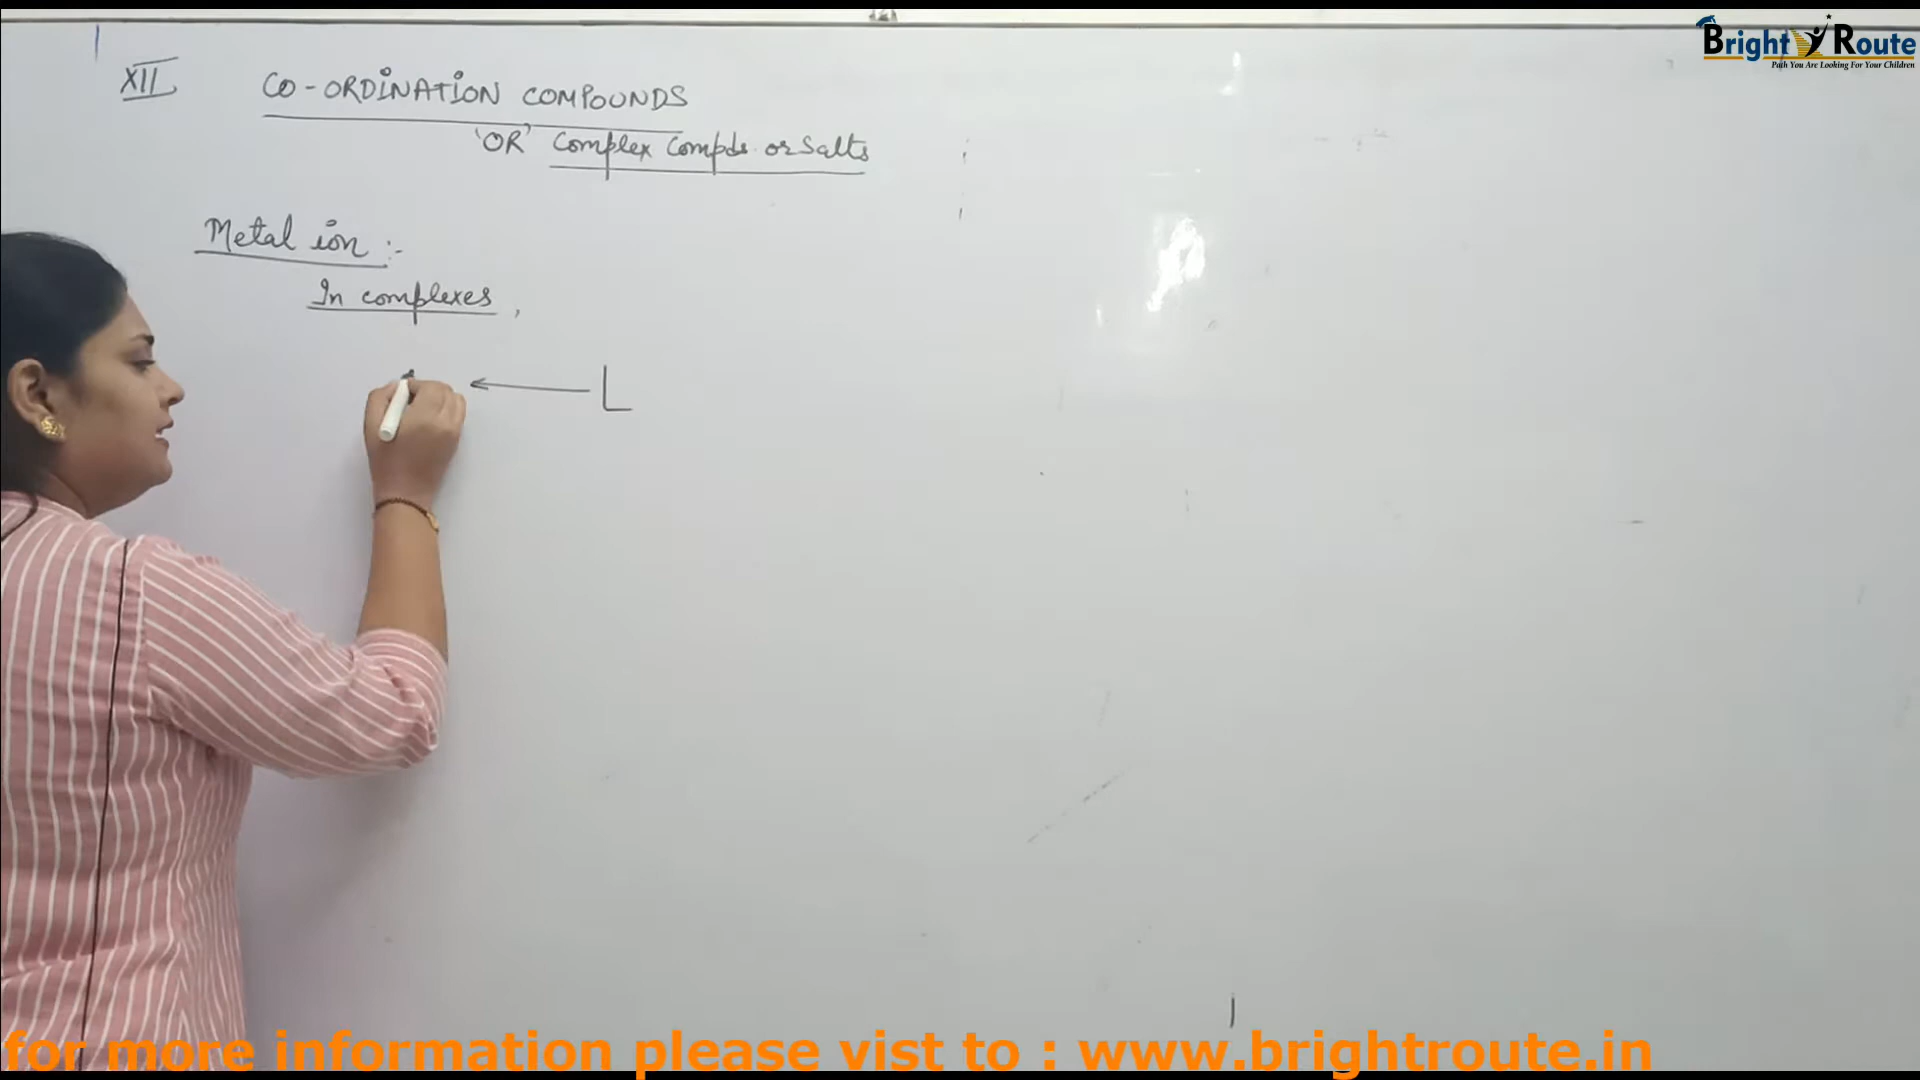 Bright Route
Path You Are Looking For Your Children
XII
CO-ORDINATION COMPOUNDS
'OR' Complex Compds. or Salts
Metal ion :-
In complexes,
L
for more information please vist to : www.brightroute.in